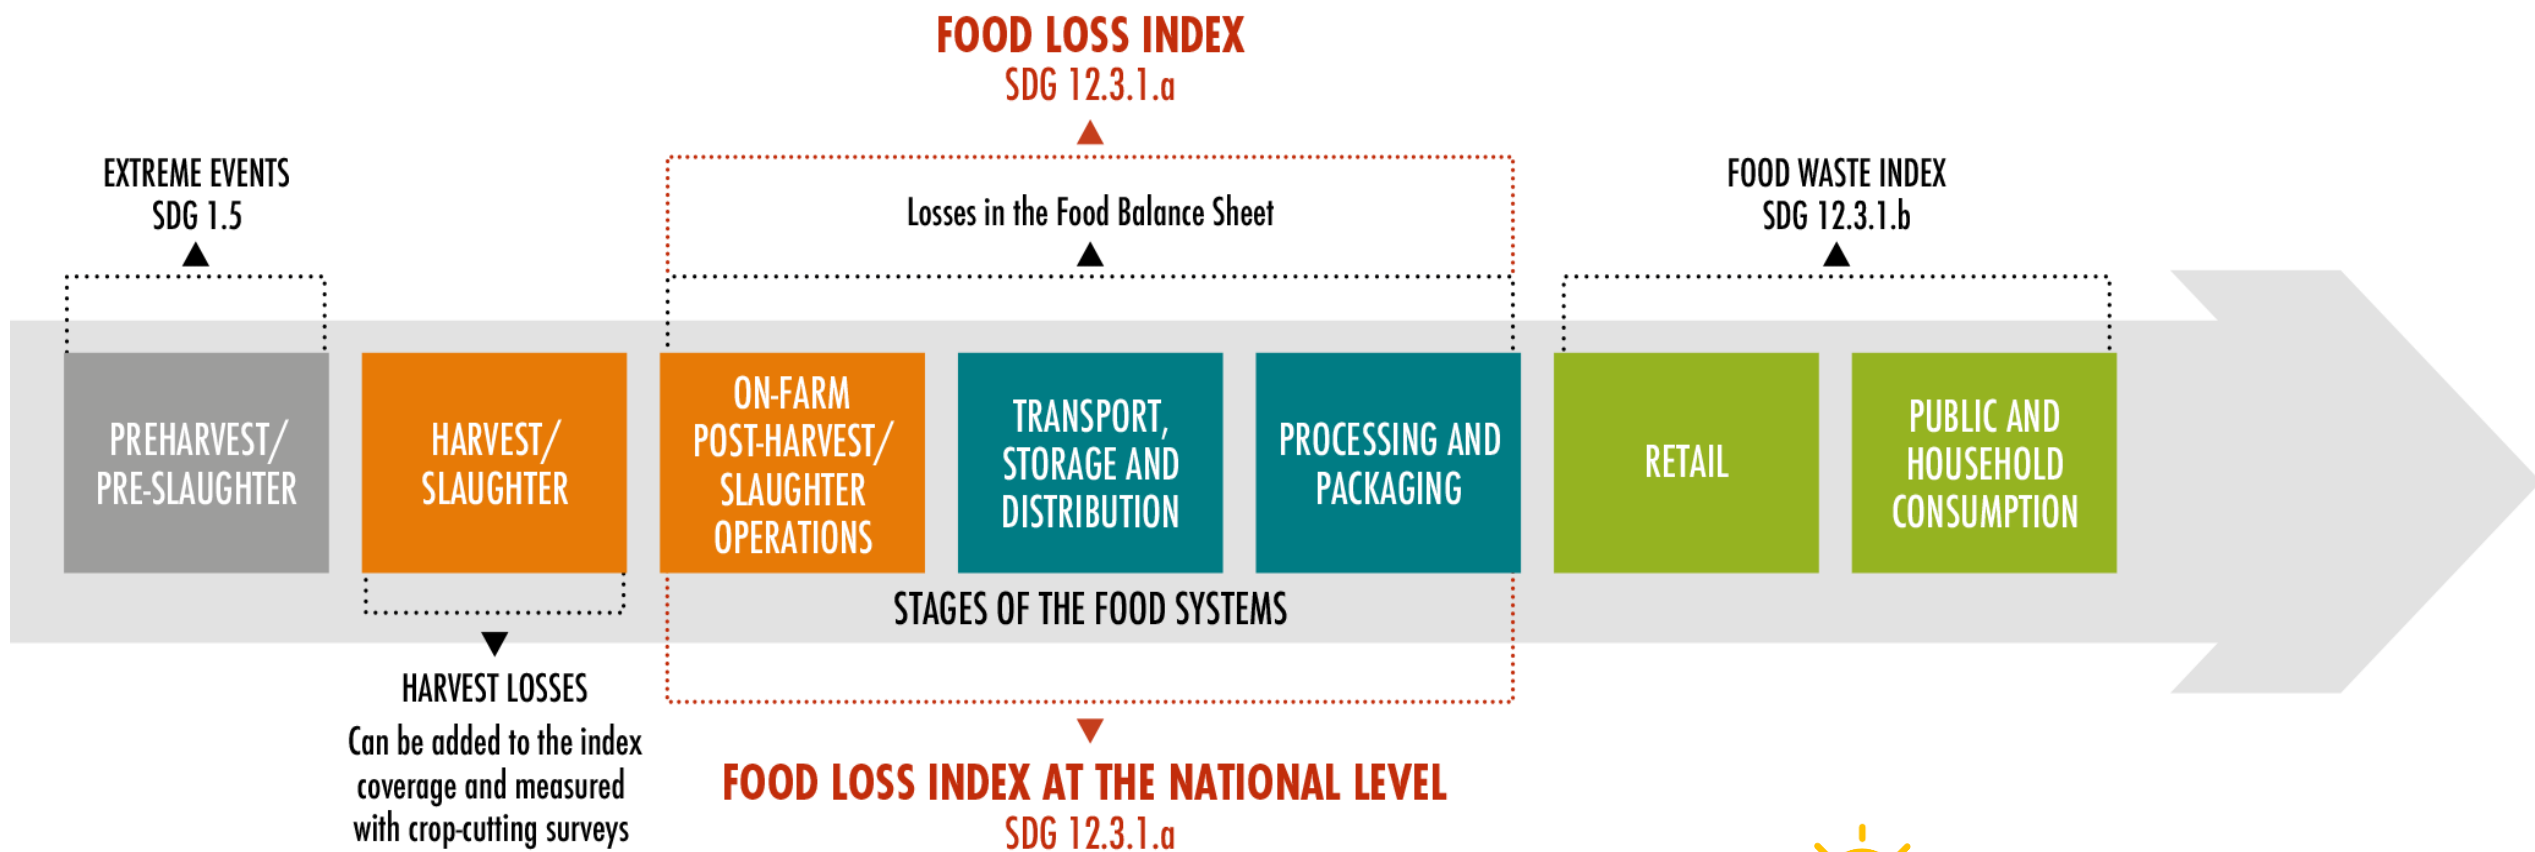 FOOD LOSS INDEX
SDG 12.3.1.a
EXTREME EVENTS
SDG 1.5
Losses in the Food Balance Sheet
FOOD WASTE INDEX
SDG 12.3.1.b
PREHARVEST/
PRE-SLAUGHTER
HARVEST/
SLAUGHTER
ON-FARM
POST-HARVEST/
SLAUGHTER
OPERATIONS
TRANSPORT,
STORAGE AND
DISTRIBUTION
PROCESSING AND
PACKAGING
RETAIL
PUBLIC AND
HOUSEHOLD
CONSUMPTION
STAGES OF THE FOOD SYSTEMS
HARVEST LOSSES
Can be added to the index
coverage and measured
with crop-cutting surveys
FOOD LOSS INDEX AT THE NATIONAL LEVEL
SDG 12.3.1.a